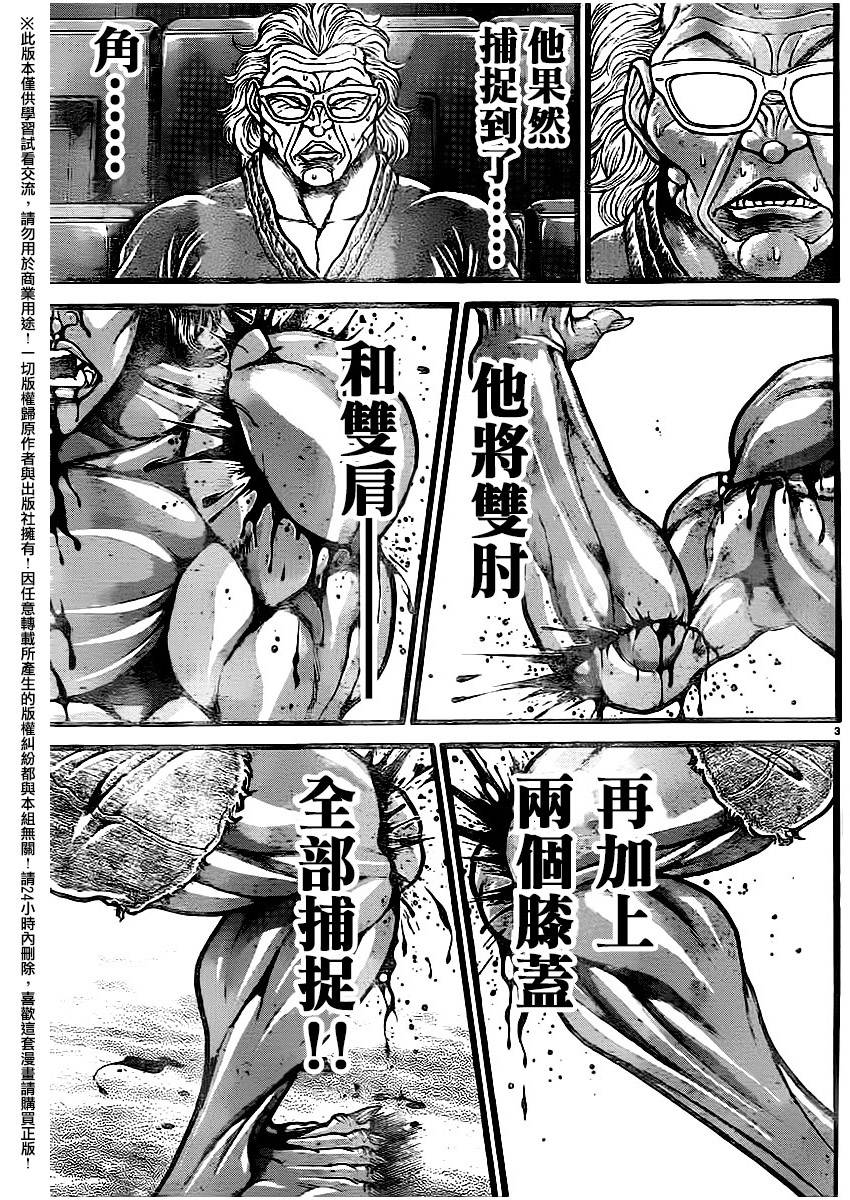 他果然
捕捉到了……
角……
他將雙肘
和雙肩——
3
再加上
兩個膝蓋
全部捕捉!!
※此版本僅供學習試看交流，請勿用於商業用途！一切版權歸原作者與出版社擁有！因任意轉載所產生的版權糾紛都與本組無關！請24小時內刪除，喜歡這套漫畫請購買正版！